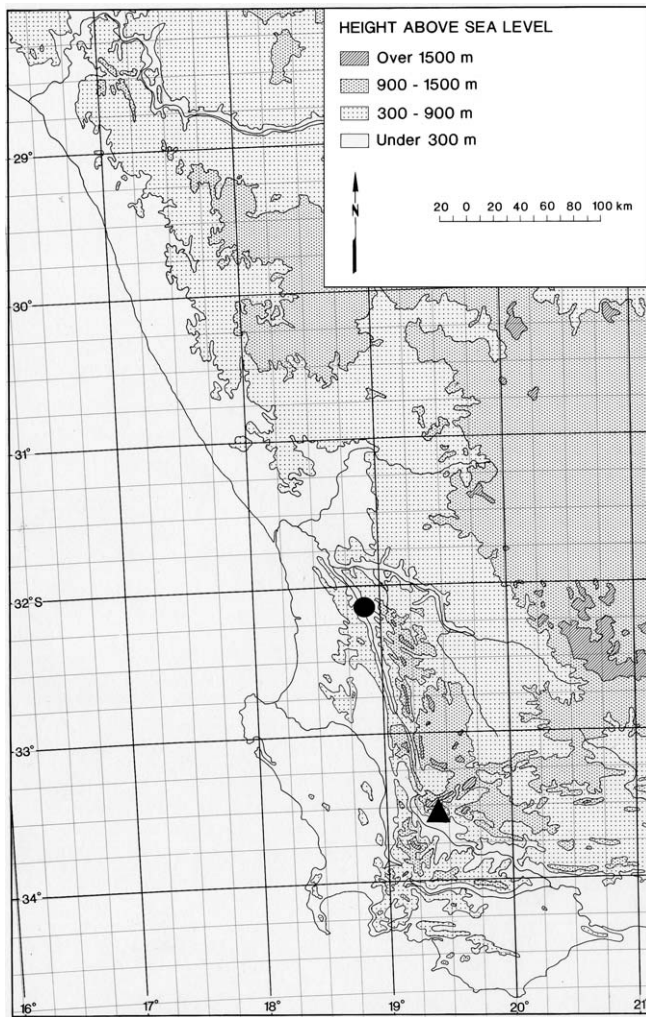 HEIGHT ABOVE SEA LEVEL
Over 1500 m
900 - 1500 m
300 - 900 m
Under 300 m
N
20 0 20 40 60 80 100 km
29°
30°
31°
32°S
33°
34°
16° 17° 18° 19° 20° 21°